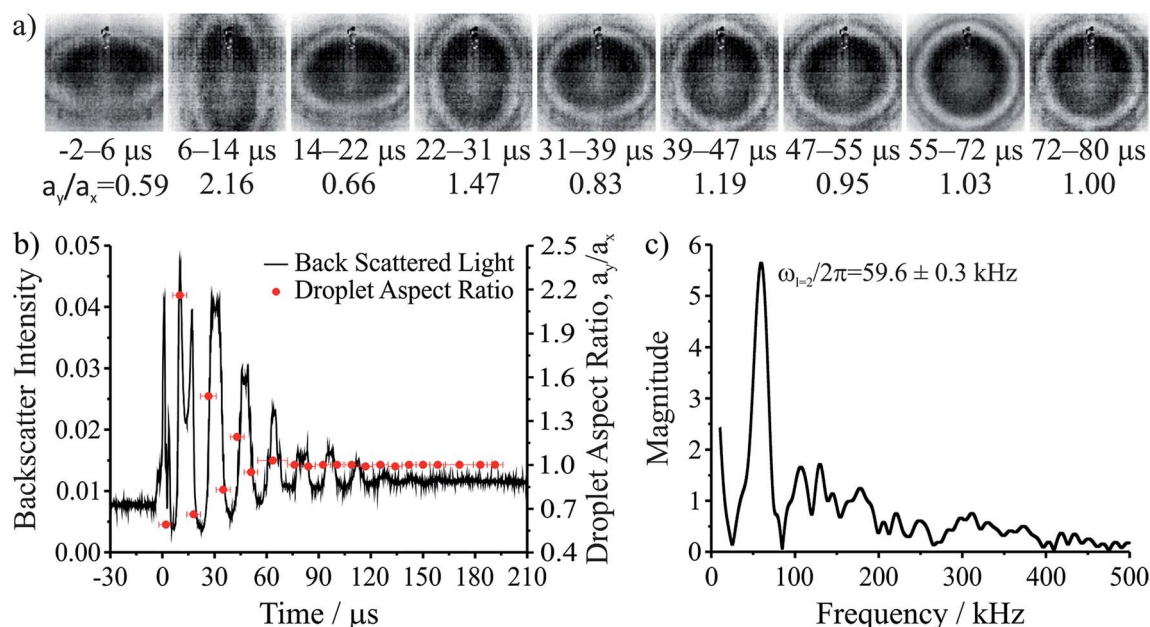 a)
-2–6 μs 6–14 μs 14–22 μs 22–31 μs 31–39 μs 39–47 μs 47–55 μs 55–72 μs 72–80 μs
a_y/a_x=0.59 2.16 0.66 1.47 0.83 1.19 0.95 1.03 1.00
b)
Back Scattered Light
Droplet Aspect Ratio
Backscatter Intensity
0.05
0.04
0.03
0.02
0.01
0.00
-30 0 30 60 90 120 150 180 210
Time / μs
2.5
2.2
1.9
1.6
1.3
1.0
0.7
0.4
Droplet Aspect Ratio, a_y/a_x
c)
ω_l=2/2π=59.6 ± 0.3 kHz
Magnitude
6
5
4
3
2
1
0
0 100 200 300 400 500
Frequency / kHz